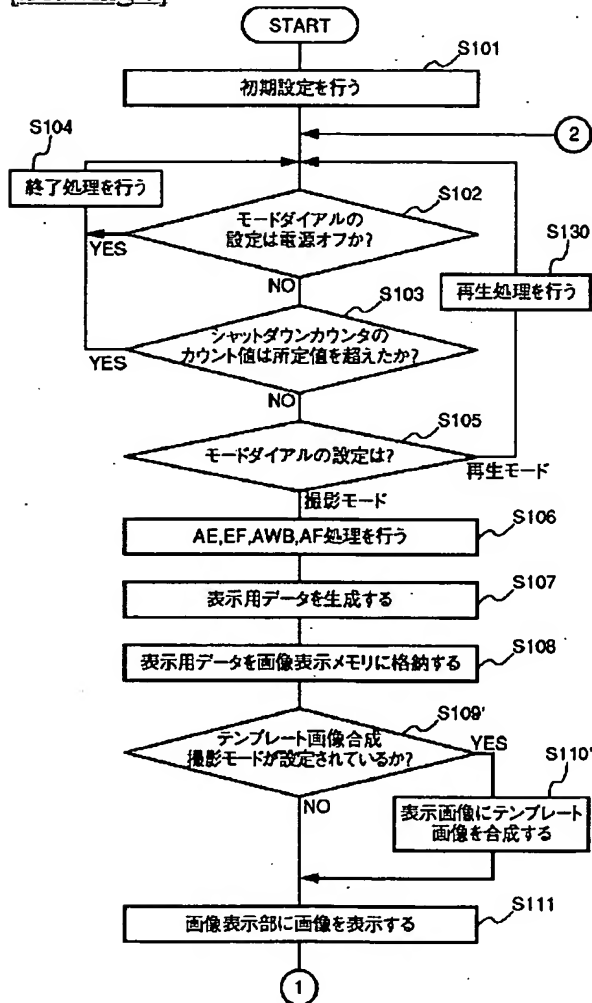 START
S101
初期設定を行う
2
S104
終了処理を行う
S102
モードダイアルの
設定は電源オフか?
YES
NO
S130
再生処理を行う
S103
シャットダウンカウンタの
カウント値は所定値を超えたか?
YES
NO
S105
モードダイアルの設定は?
再生モード
撮影モード
S106
AE,EF,AWB,AF処理を行う
S107
表示用データを生成する
S108
表示用データを画像表示メモリに格納する
S109'
テンプレート画像合成
撮影モードが設定されているか?
YES
NO
S110'
表示画像にテンプレート
画像を合成する
S111
画像表示部に画像を表示する
1